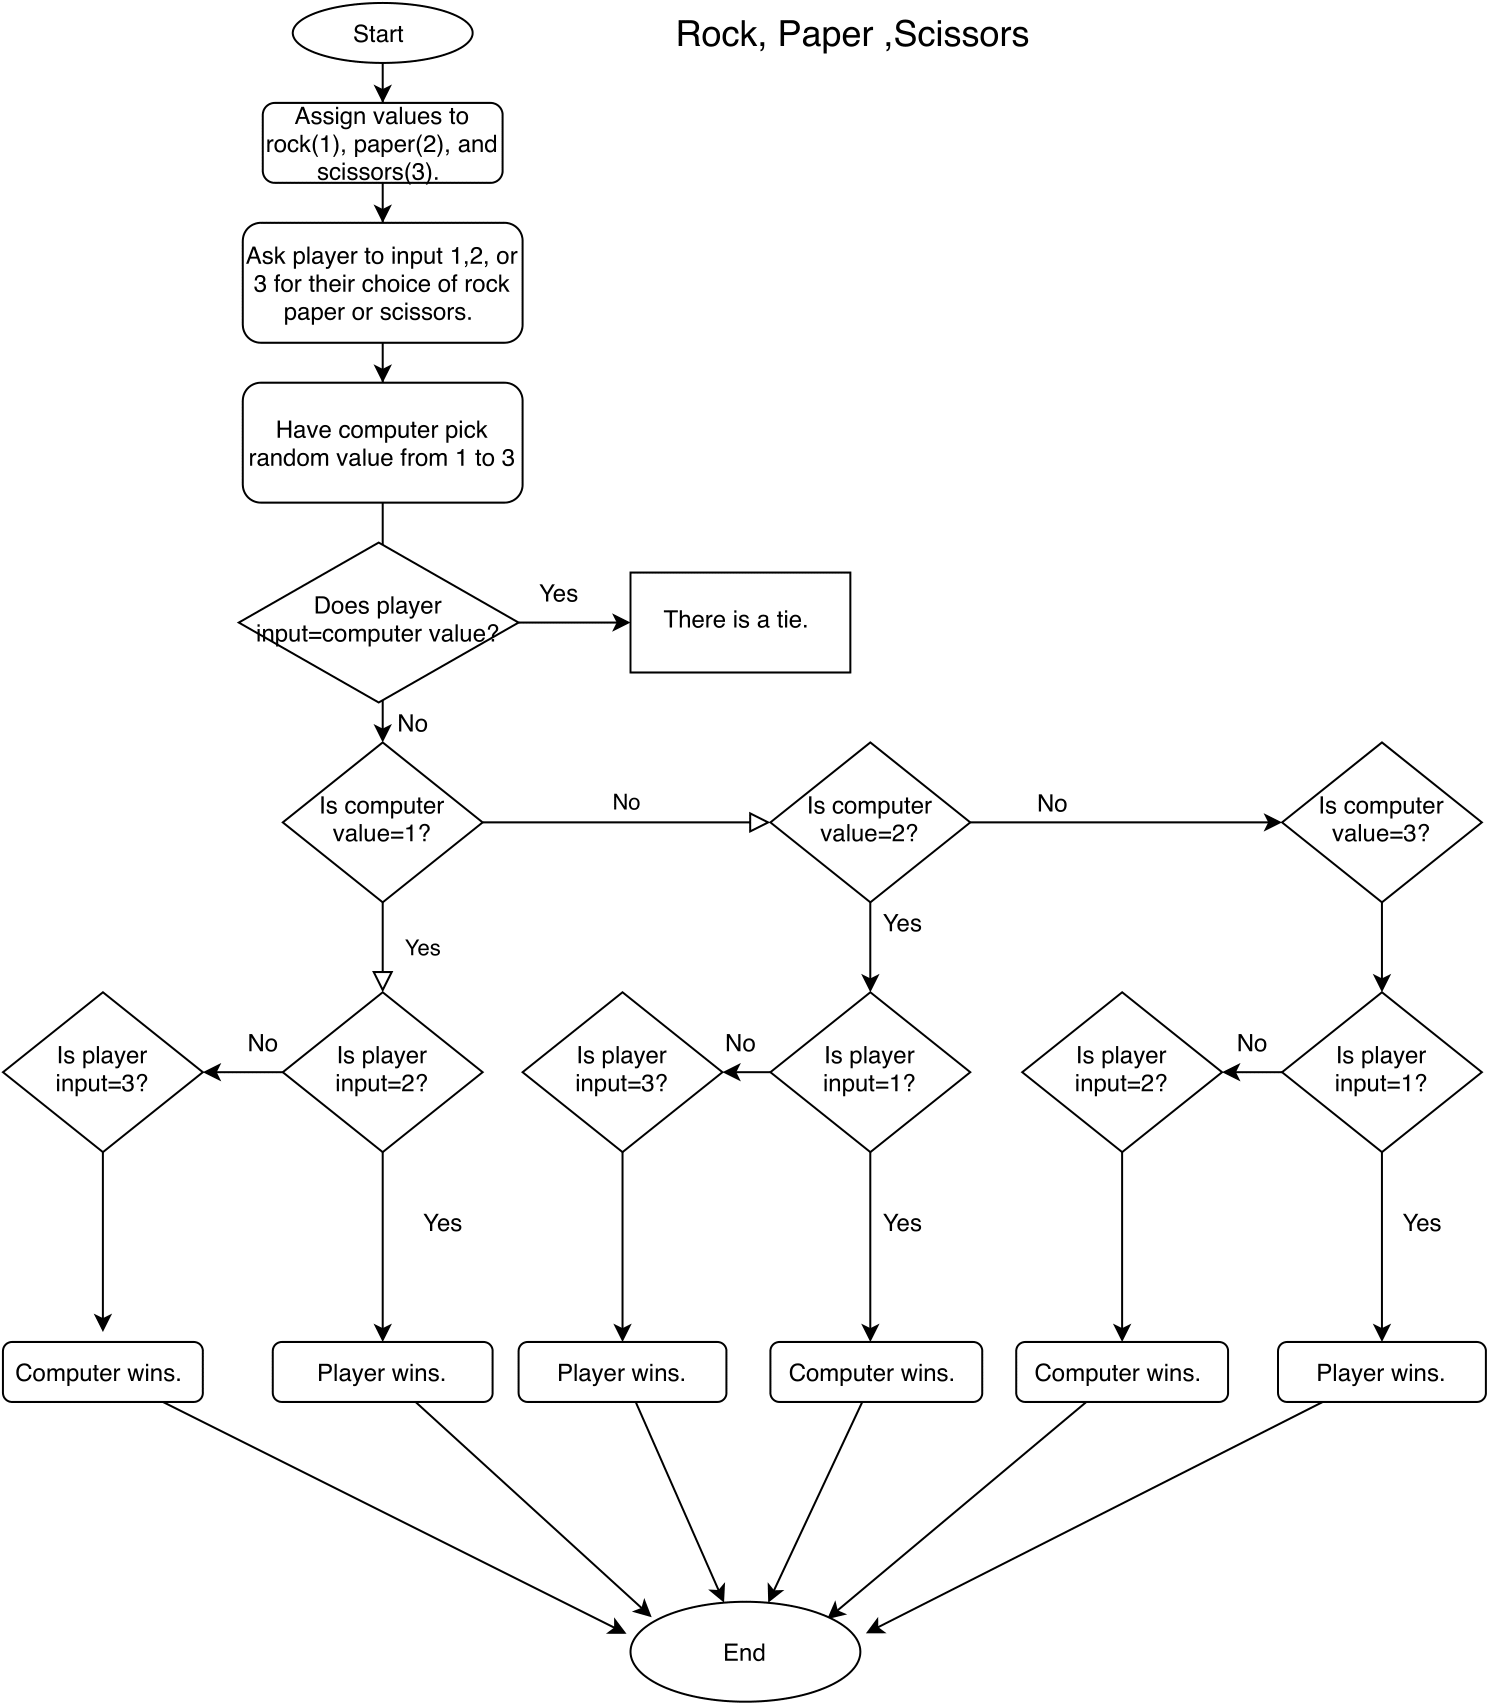 Start
Rock, Paper ,Scissors
Assign values to
rock(1), paper(2), and
scissors(3).
Ask player to input 1,2, or
3 for their choice of rock
paper or scissors.
Have computer pick
random value from 1 to 3
Does player
input=computer value?
Yes
There is a tie.
No
Is computer
value=1?
No
Is computer
value=2?
No
Is computer
value=3?
Yes
Yes
Is player
input=3?
No
Is player
input=2?
Is player
input=3?
No
Is player
input=1?
Is player
input=2?
No
Is player
input=1?
Yes
Yes
Yes
Computer wins.
Player wins.
Player wins.
Computer wins.
Computer wins.
Player wins.
End